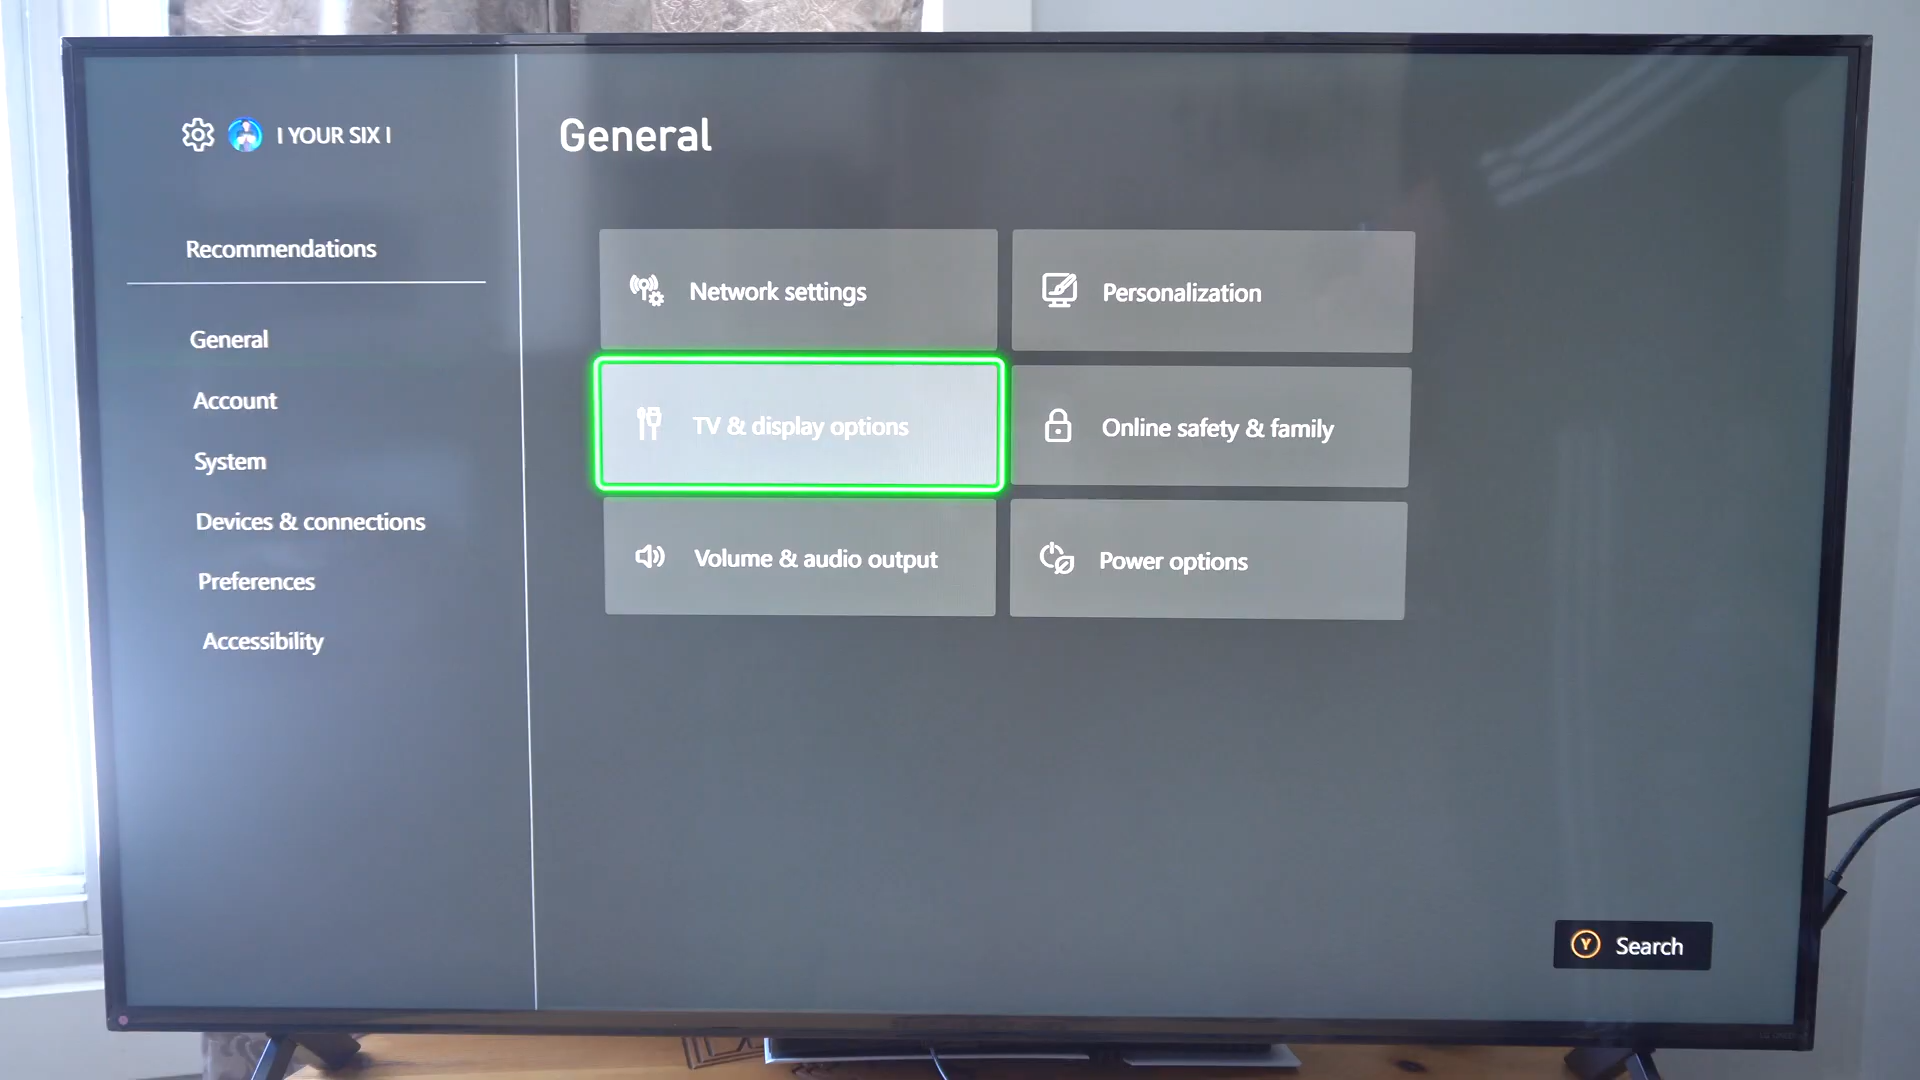 I YOUR SIX I
Recommendations
General
Account
System
Devices & connections
Preferences
Accessibility
General
Network settings
Personalization
TV & display options
Online safety & family
Volume & audio output
Power options
Y Search